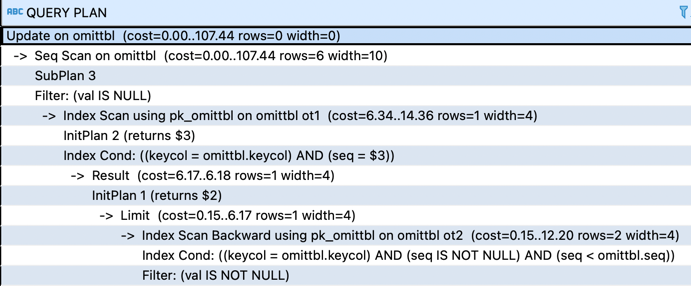 ABC QUERY PLAN
Update on omittbl (cost=0.00..107.44 rows=0 width=0)
-> Seq Scan on omittbl (cost=0.00..107.44 rows=6 width=10)
SubPlan 3
Filter: (val IS NULL)
-> Index Scan using pk_omittbl on omittbl ot1 (cost=6.34..14.36 rows=1 width=4)
InitPlan 2 (returns $3)
Index Cond: ((keycol = omittbl.keycol) AND (seq = $3))
-> Result (cost=6.17..6.18 rows=1 width=4)
InitPlan 1 (returns $2)
-> Limit (cost=0.15..6.17 rows=1 width=4)
-> Index Scan Backward using pk_omittbl on omittbl ot2 (cost=0.15..12.20 rows=2 width=4)
Index Cond: ((keycol = omittbl.keycol) AND (seq IS NOT NULL) AND (seq < omittbl.seq))
Filter: (val IS NOT NULL)